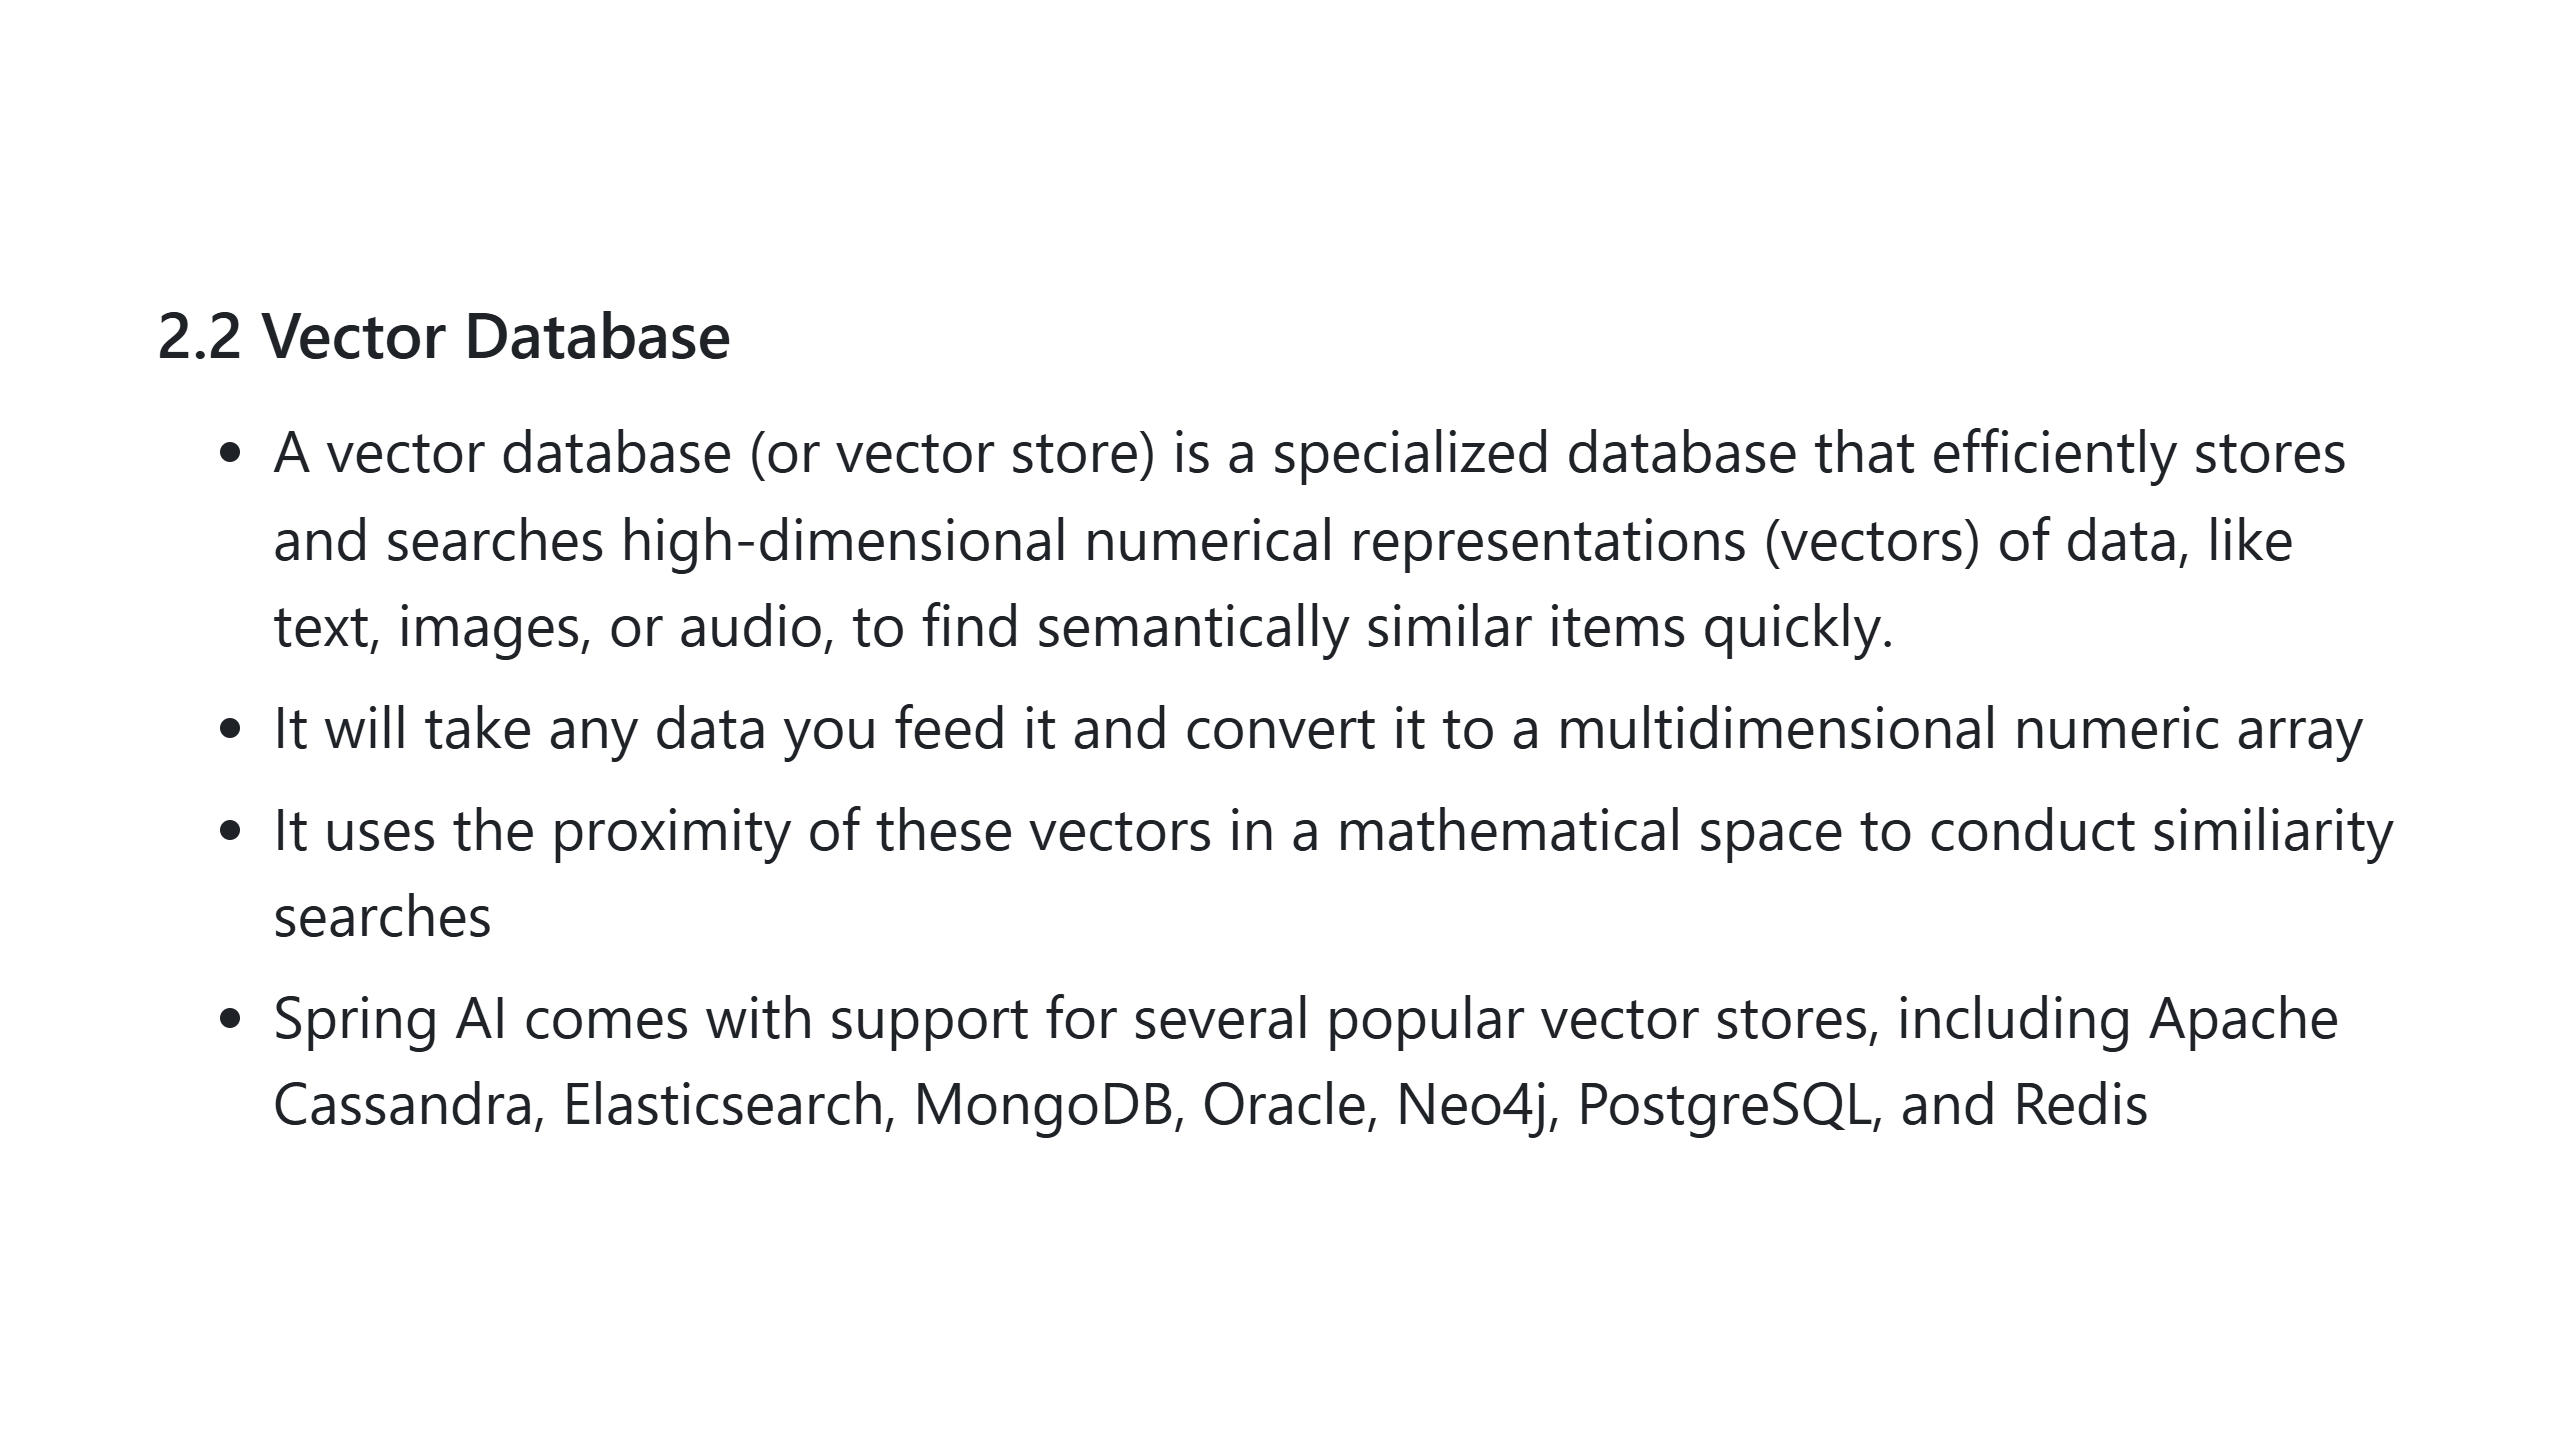 2.2 Vector Database
• A vector database (or vector store) is a specialized database that efficiently stores
and searches high-dimensional numerical representations (vectors) of data, like
text, images, or audio, to find semantically similar items quickly.
• It will take any data you feed it and convert it to a multidimensional numeric array
• It uses the proximity of these vectors in a mathematical space to conduct similiarity
searches
• Spring AI comes with support for several popular vector stores, including Apache
Cassandra, Elasticsearch, MongoDB, Oracle, Neo4j, PostgreSQL, and Redis